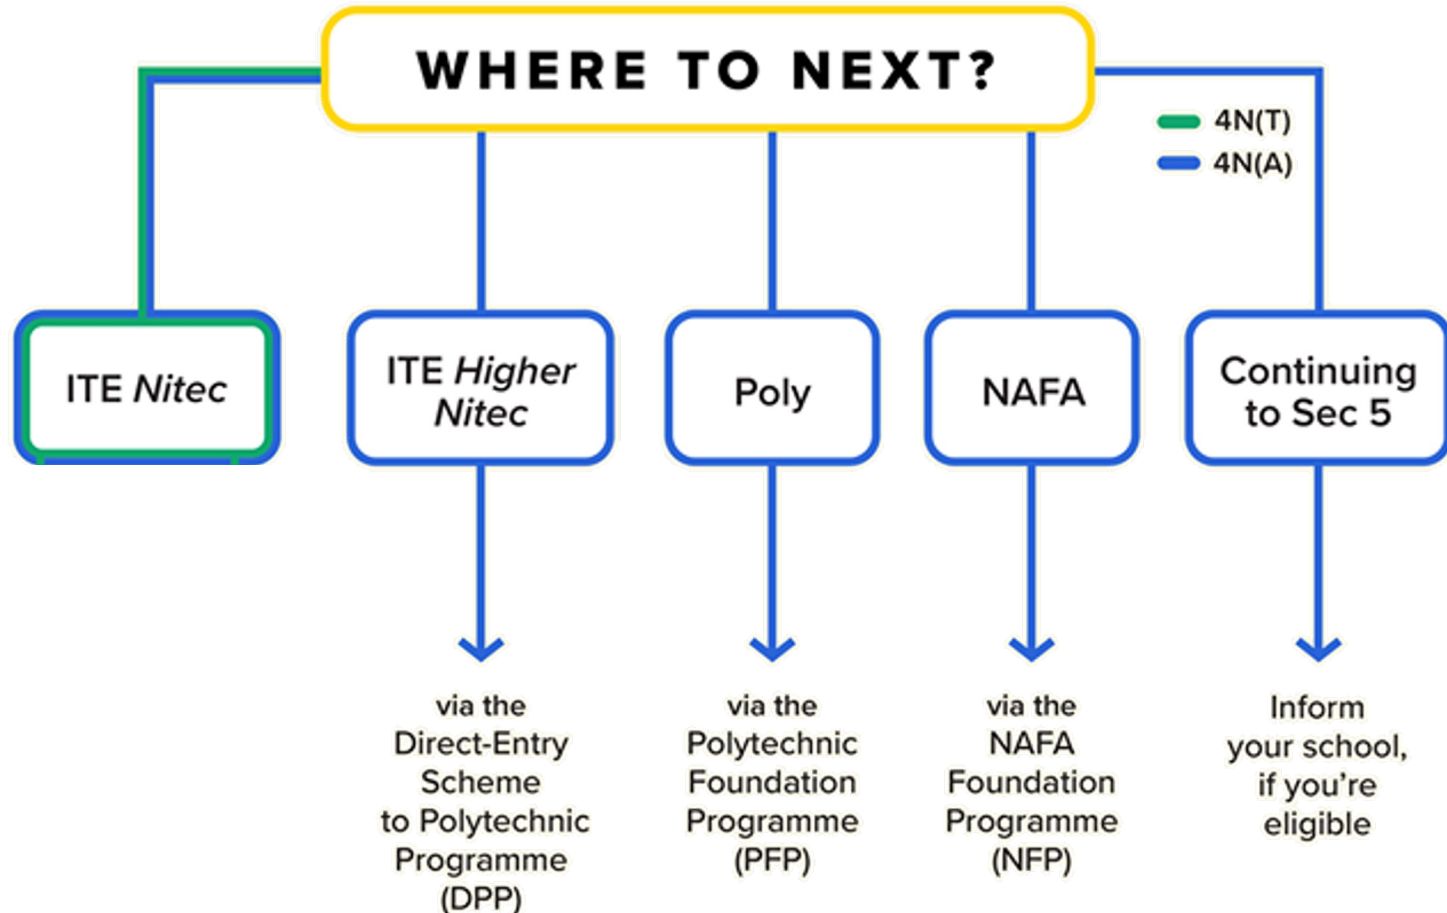 WHERE TO NEXT?
4N(T)
4N(A)
ITE Nitec
ITE Higher
Nitec
Poly
NAFA
Continuing
to Sec 5
via the
Direct-Entry
Scheme
to Polytechnic
Programme
(DPP)
via the
Polytechnic
Foundation
Programme
(PFP)
via the
NAFA
Foundation
Programme
(NFP)
Inform
your school,
if you're
eligible